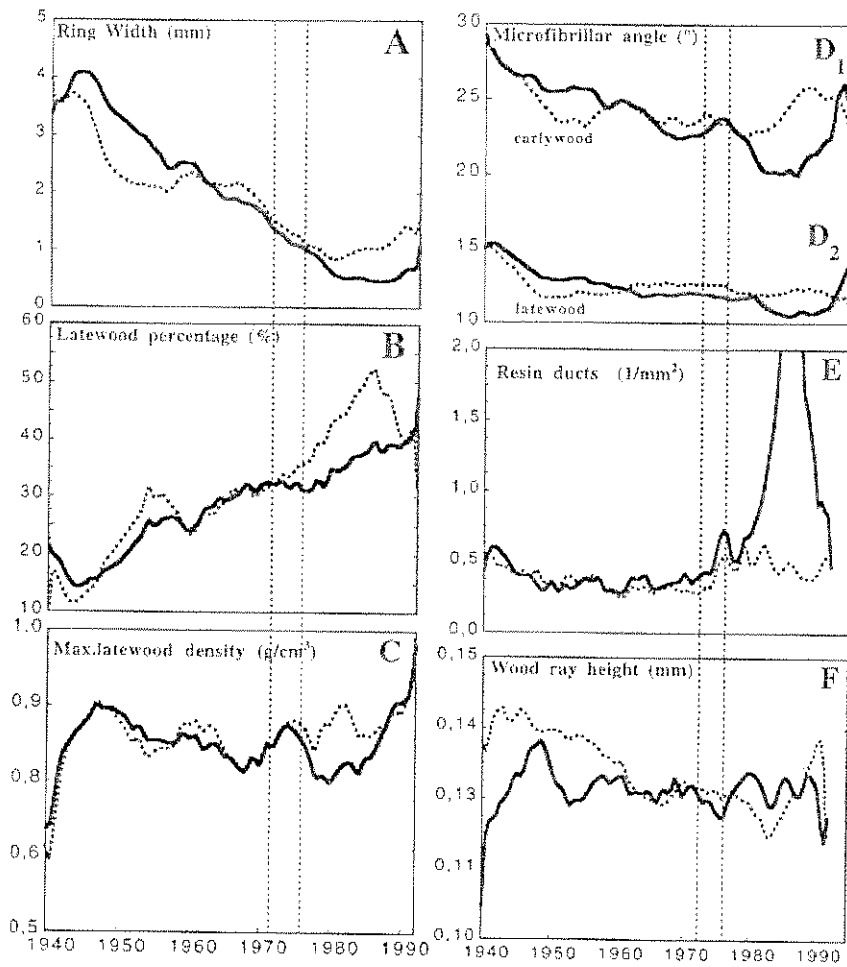 Ring Width (mm)
A
5
4
3
2
1
0
Latewood percentage (%)
B
60
50
40
30
20
10
Max.latewood density (g/cm³)
C
1.0
0,9
0,8
0,6
0,5
1940
1950
1960
1970
1980
1990
Microfibrillar angle (°)
D1
30
25
20
earlywood
D2
15
10
latewood
Resin ducts (1/mm²)
E
2,0
1,5
1,0
0,5
0,0
Wood ray height (mm)
F
0,15
0,14
0,13
0,11
0,10
1940
1950
1960
1970
1980
1990